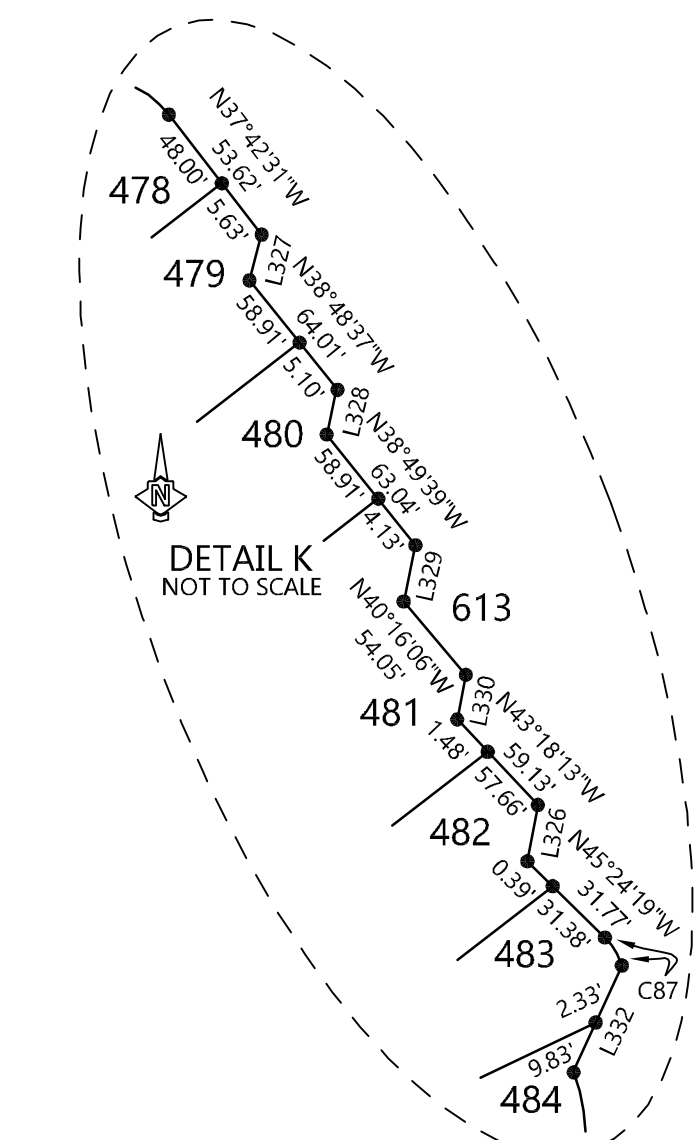 N37°42'31"W
53.62'
48.00'
478
5.63'
L327
479
N38°48'37"W
64.01'
58.91'
5.10'
L328
480
N38°49'39"W
63.04'
58.91'
4.13'
N
DETAIL K
NOT TO SCALE
L329
613
N40°16'06"W
54.05'
L330
481
N43°18'13"W
59.13'
1.48'
57.66'
482
L326
N45°24'19"W
31.77'
0.39'
31.38'
483
C87
2.33'
L332
9.83'
484